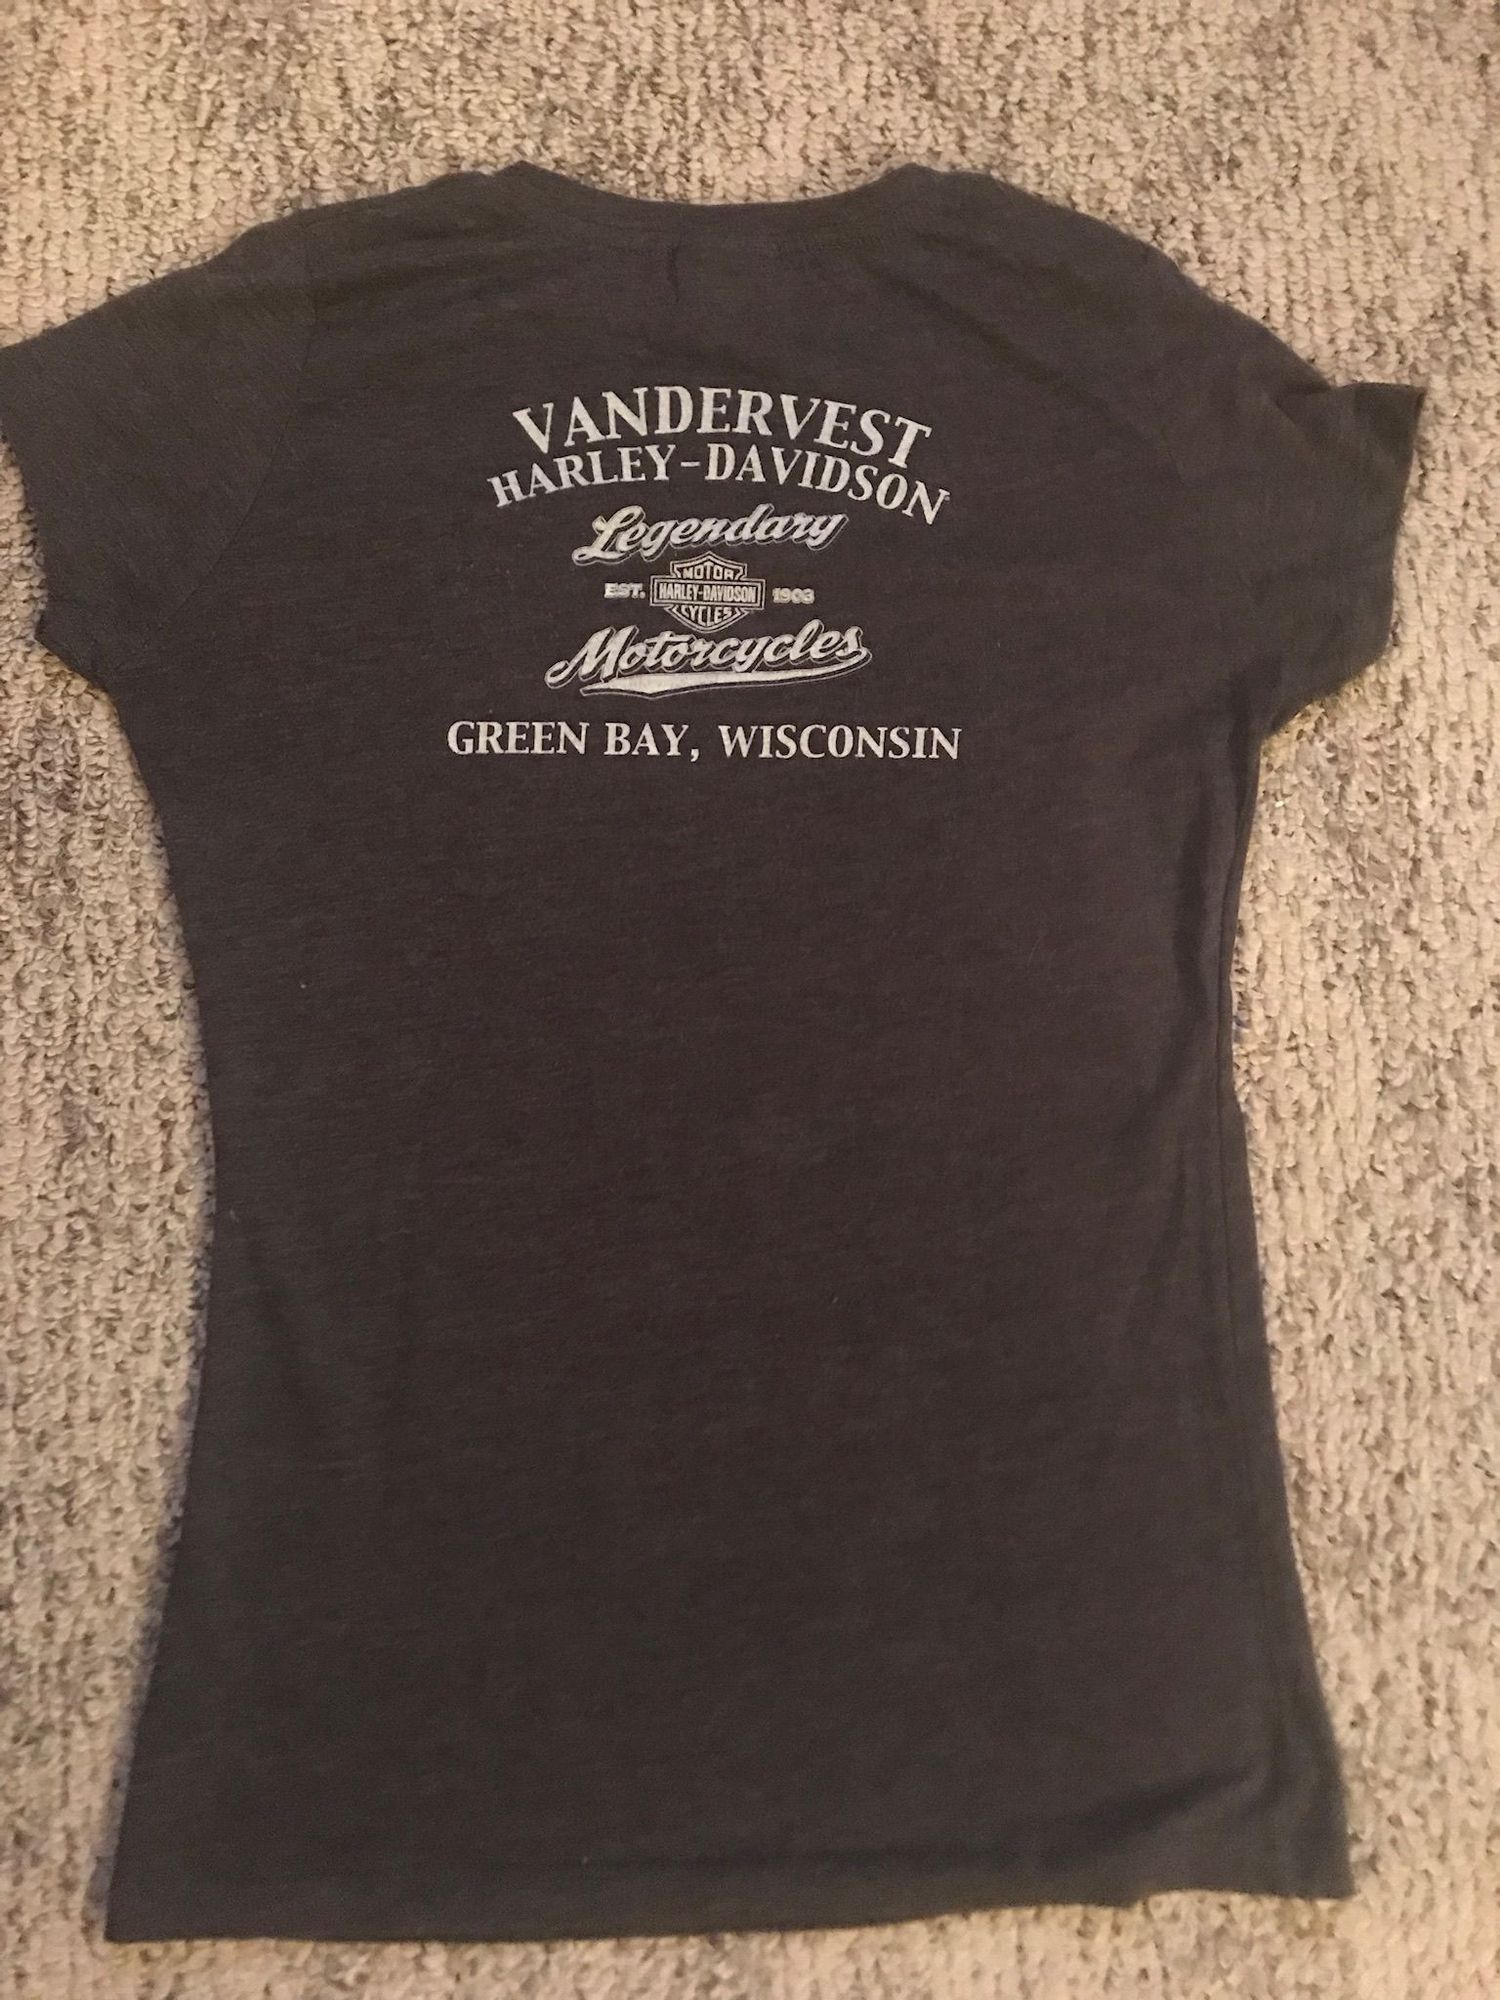 VANDERVEST
HARLEY-DAVIDSON
Legendary
MOTOR
EST. HARLEY-DAVIDSON 1903
CYCLES
Motorcycles
GREEN BAY, WISCONSIN